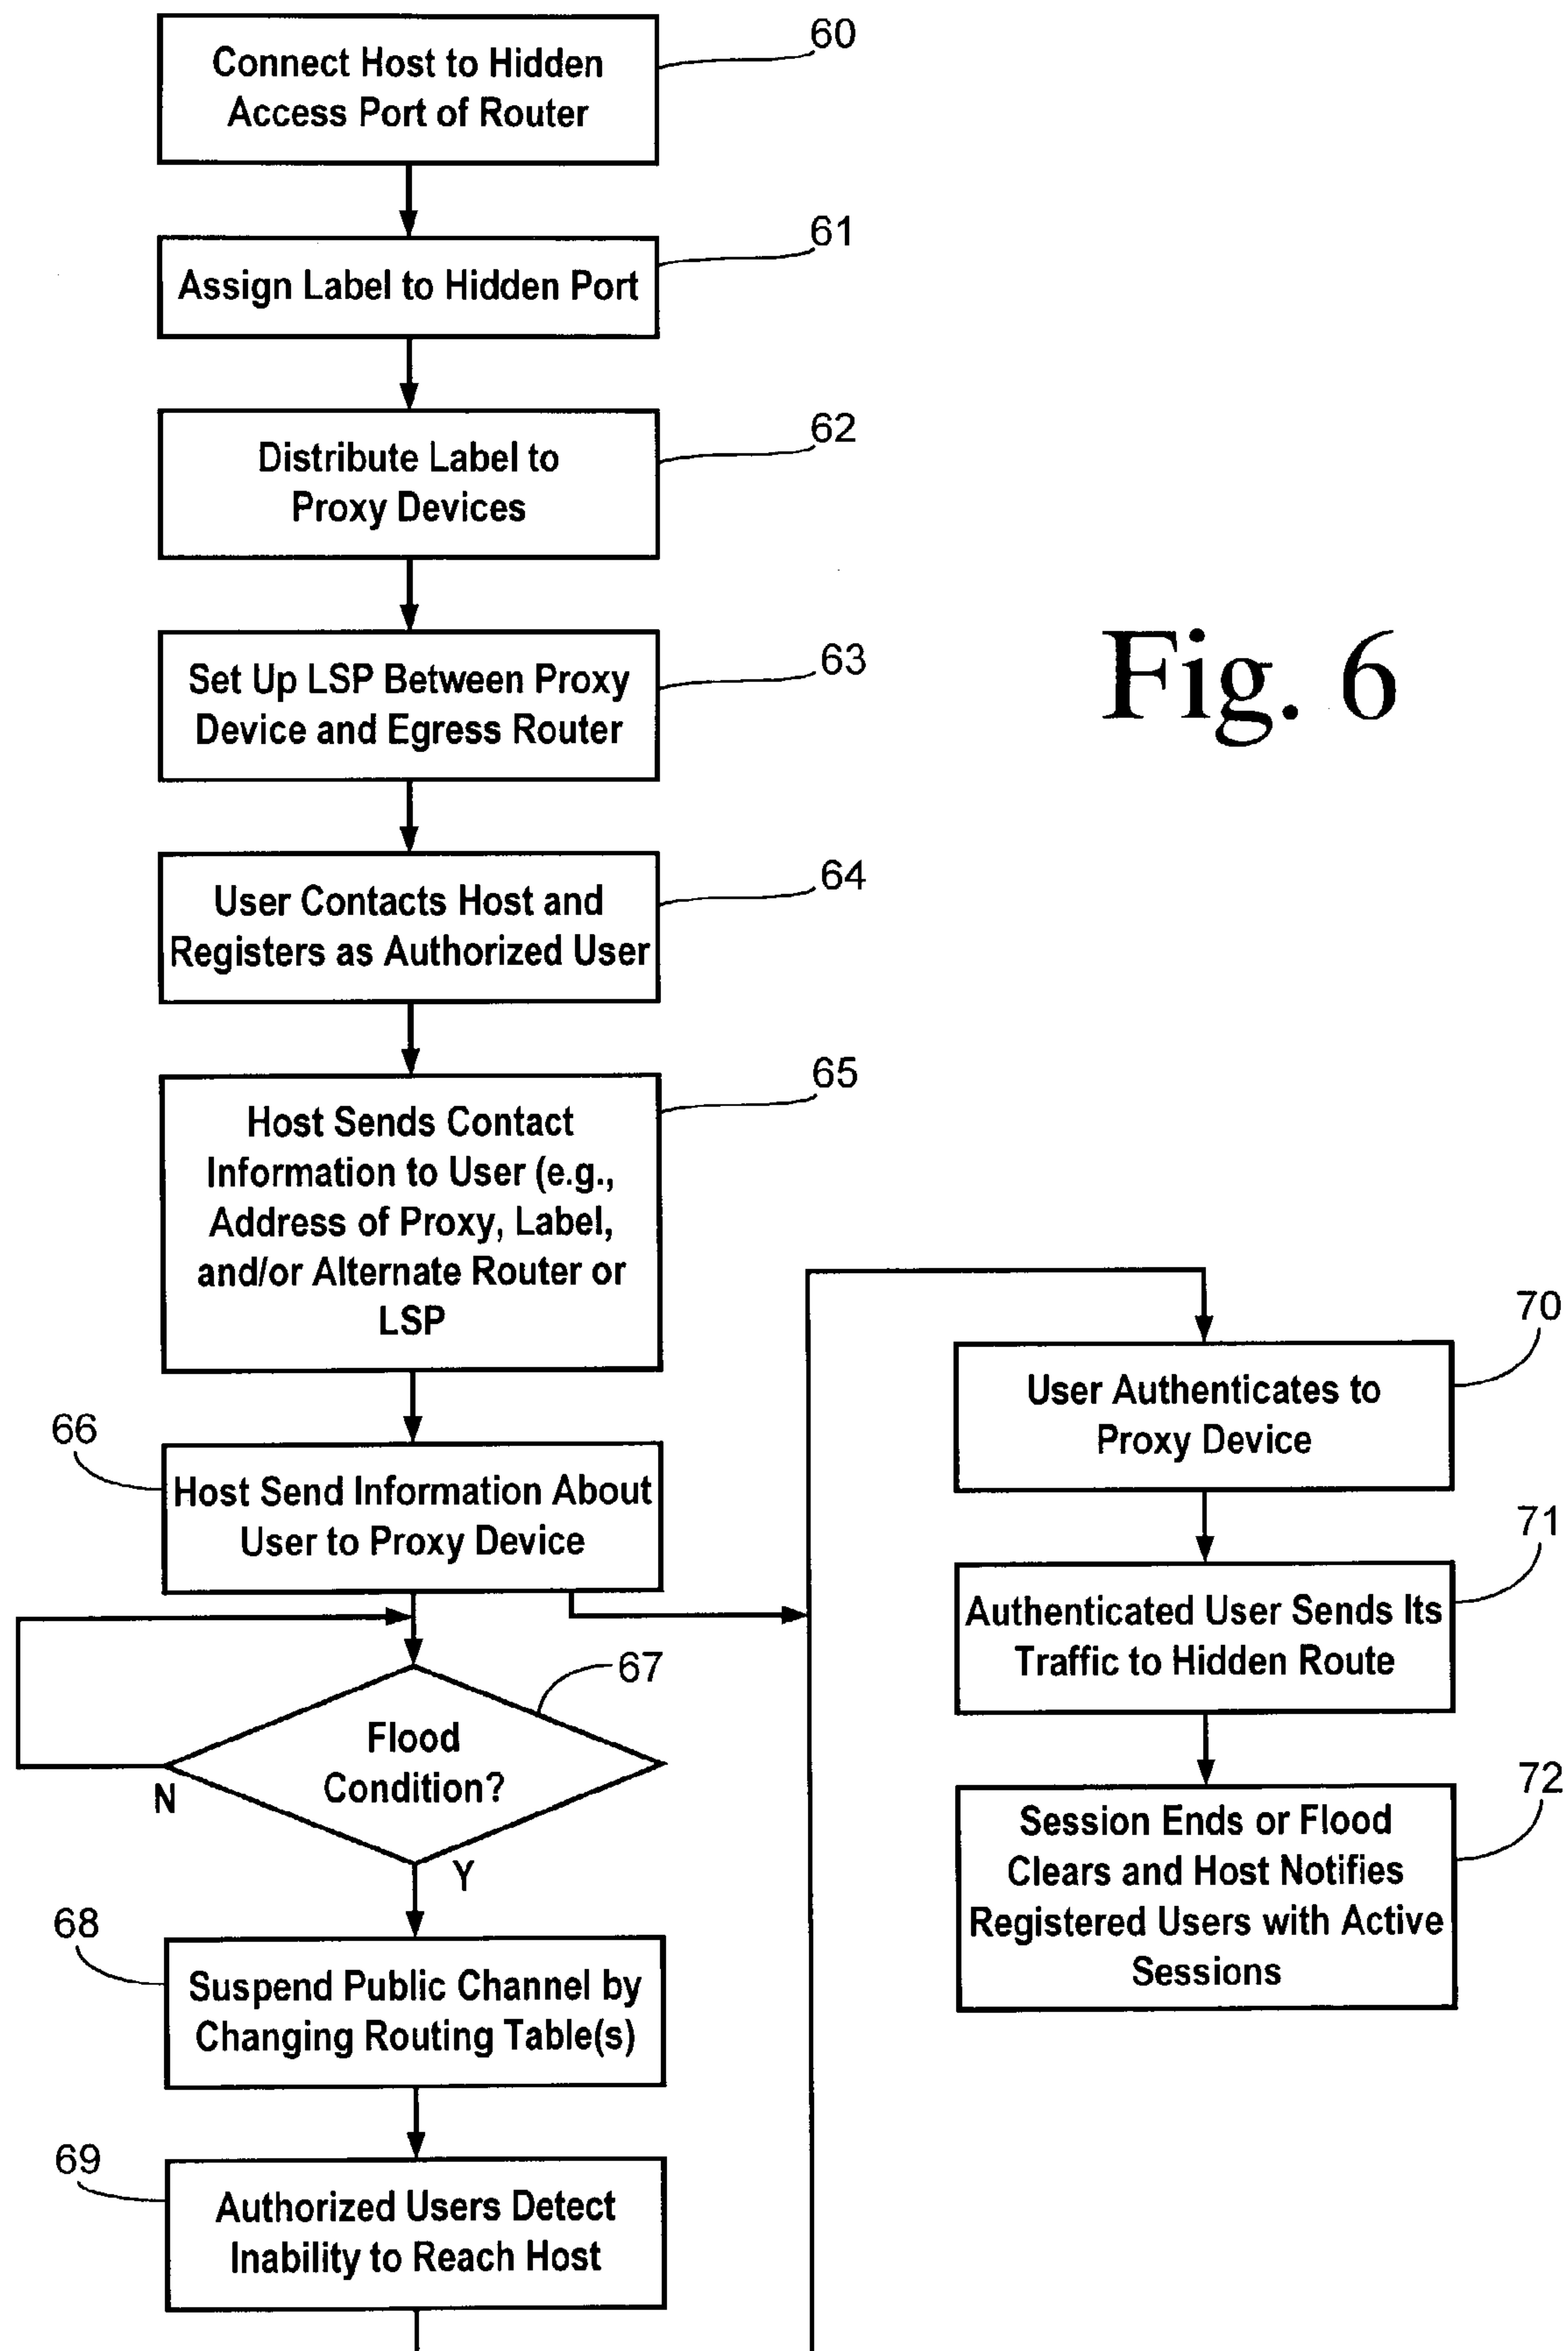 60
Connect Host to Hidden
Access Port of Router
61
Assign Label to Hidden Port
62
Distribute Label to
Proxy Devices
63
Set Up LSP Between Proxy
Device and Egress Router
Fig. 6
64
User Contacts Host and
Registers as Authorized User
65
Host Sends Contact
Information to User (e.g.,
Address of Proxy, Label,
and/or Alternate Router or
LSP
66
Host Send Information About
User to Proxy Device
67
Flood
Condition?
N
Y
68
Suspend Public Channel by
Changing Routing Table(s)
69
Authorized Users Detect
Inability to Reach Host
70
User Authenticates to
Proxy Device
71
Authenticated User Sends Its
Traffic to Hidden Route
72
Session Ends or Flood
Clears and Host Notifies
Registered Users with Active
Sessions